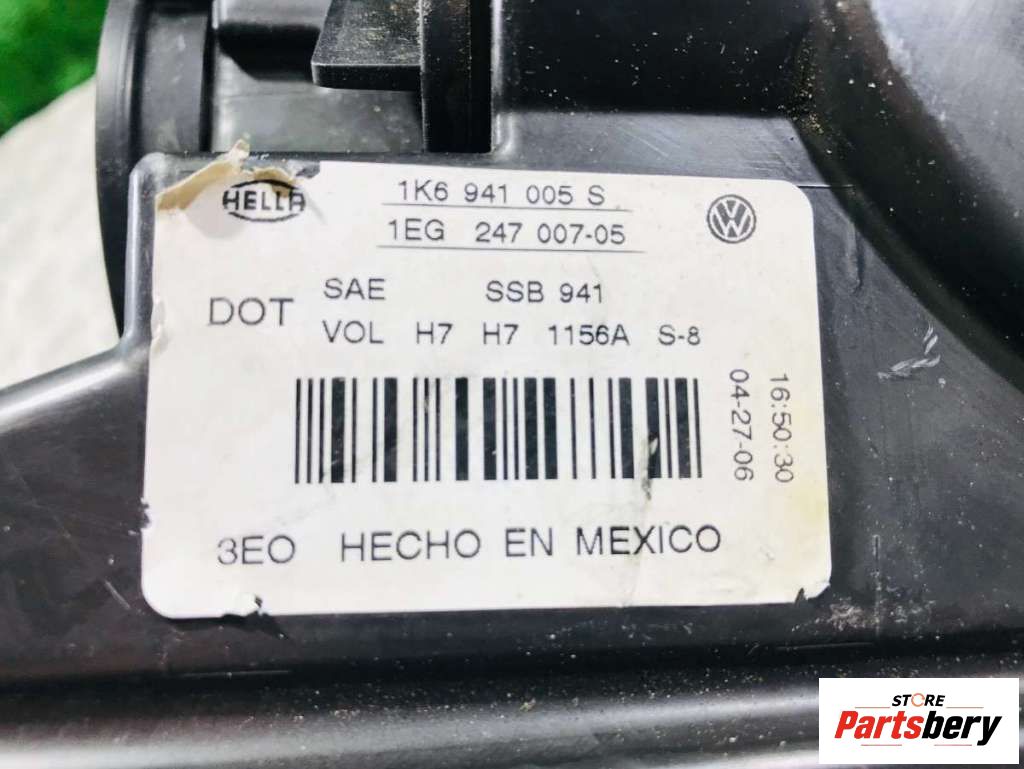 HELLA
1K6 941 005 S
1EG 247 007-05
VW
DOT
SAE SSB 941
VOL H7 H7 1156A S-8
16:50:30
04-27-06
3EO HECHO EN MEXICO
STORE
Partsbery